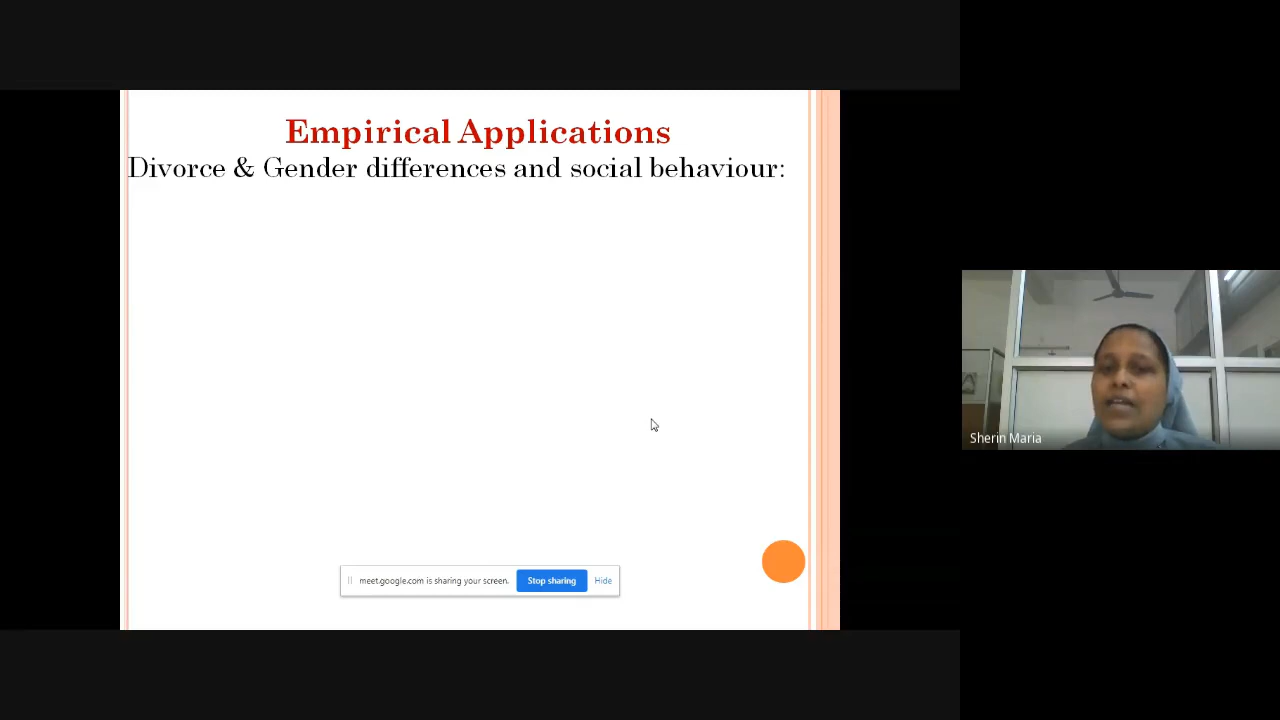 Empirical Applications
Divorce & Gender differences and social behaviour:
Sherin Maria
meet.google.com is sharing your screen.
Stop sharing
Hide